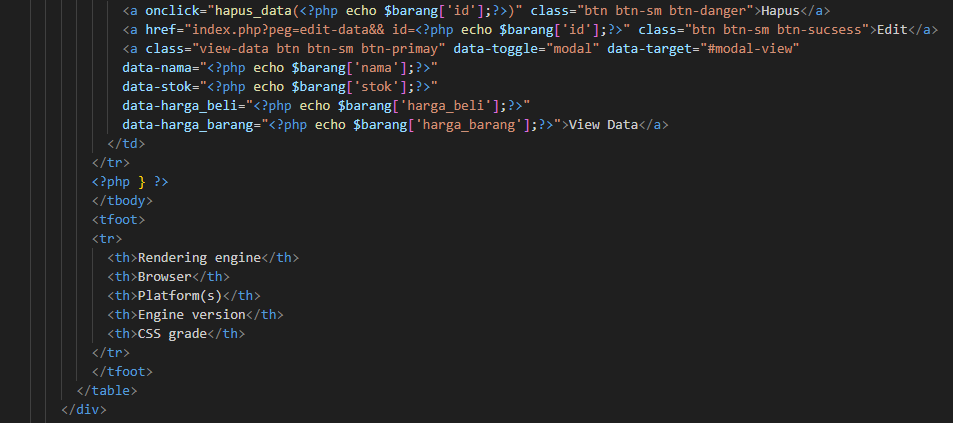 <a onclick="hapus_data(<?php echo $barang['id'];?>)" class="btn btn-sm btn-danger">Hapus</a>
<a href="index.php?peg=edit-data&& id=<?php echo $barang['id'];?>" class="btn btn-sm btn-sucsess">Edit</a>
<a class="view-data btn btn-sm btn-primay" data-toggle="modal" data-target="#modal-view"
data-nama="<?php echo $barang['nama'];?>"
data-stok="<?php echo $barang['stok'];?>"
data-harga_beli="<?php echo $barang['harga_beli'];?>"
data-harga_barang="<?php echo $barang['harga_barang'];?>">View Data</a>
</td>
</tr>
<?php } ?>
</tbody>
<tfoot>
<tr>
<th>Rendering engine</th>
<th>Browser</th>
<th>Platform(s)</th>
<th>Engine version</th>
<th>CSS grade</th>
</tr>
</tfoot>
</table>
</div>